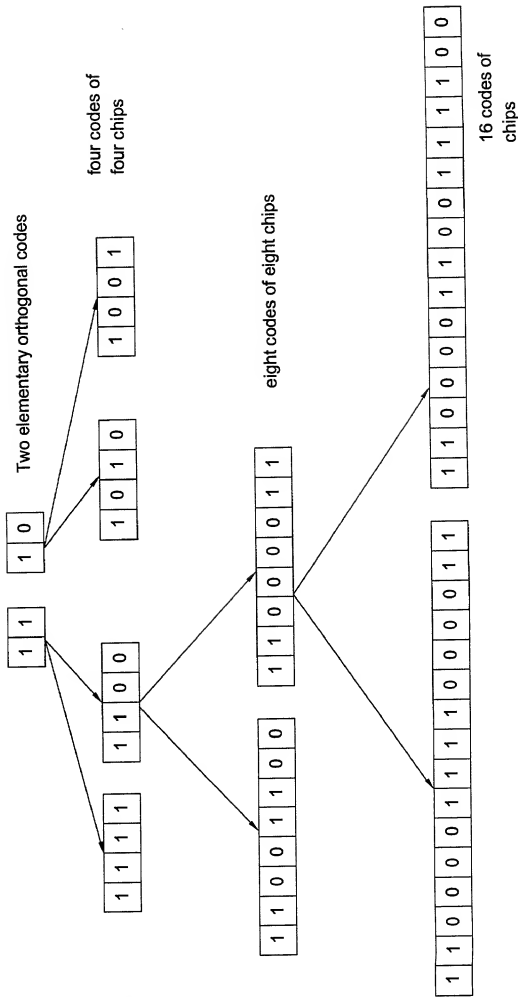 1 1
1 0
Two elementary orthogonal codes
1 1 1 1
1 1 0 0
1 0 1 0
1 0 0 1
four codes of
four chips
1 1 0 0 1 1 0 0
1 1 0 0 0 0 1 1
eight codes of eight chips
1 1 0 0 0 0 1 1 1 1 0 0 0 0 1 1
1 1 0 0 0 0 1 1 0 0 1 1 1 1 0 0
16 codes of
chips